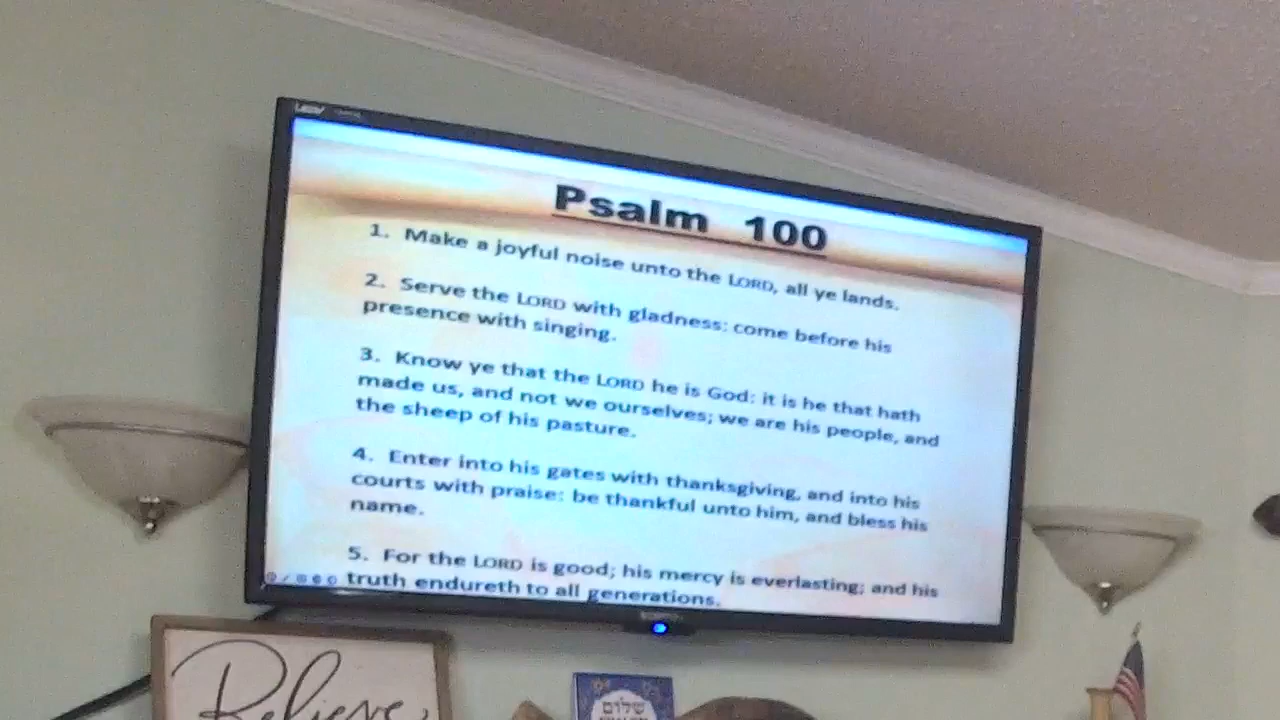 Psalm 100
1. Make a joyful noise unto the LORD, all ye lands.
2. Serve the LORD with gladness: come before his
presence with singing.
3. Know ye that the LORD he is God: it is he that hath
made us, and not we ourselves; we are his people, and
the sheep of his pasture.
4. Enter into his gates with thanksgiving, and into his
courts with praise: be thankful unto him, and bless his
name.
5. For the LORD is good; his mercy is everlasting; and his
truth endureth to all generations.
Believe
שלום